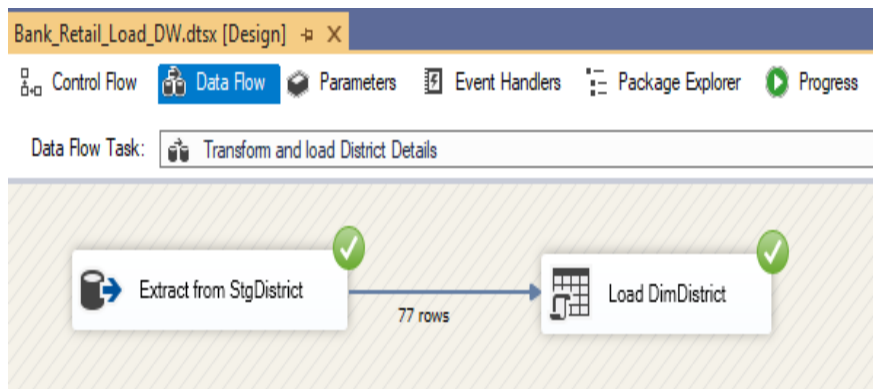 Bank_Retail_Load_DW.dtsx [Design]
Control Flow Data Flow Parameters Event Handlers Package Explorer Progress
Data Flow Task: Transform and load District Details
Extract from StgDistrict
77 rows
Load DimDistrict